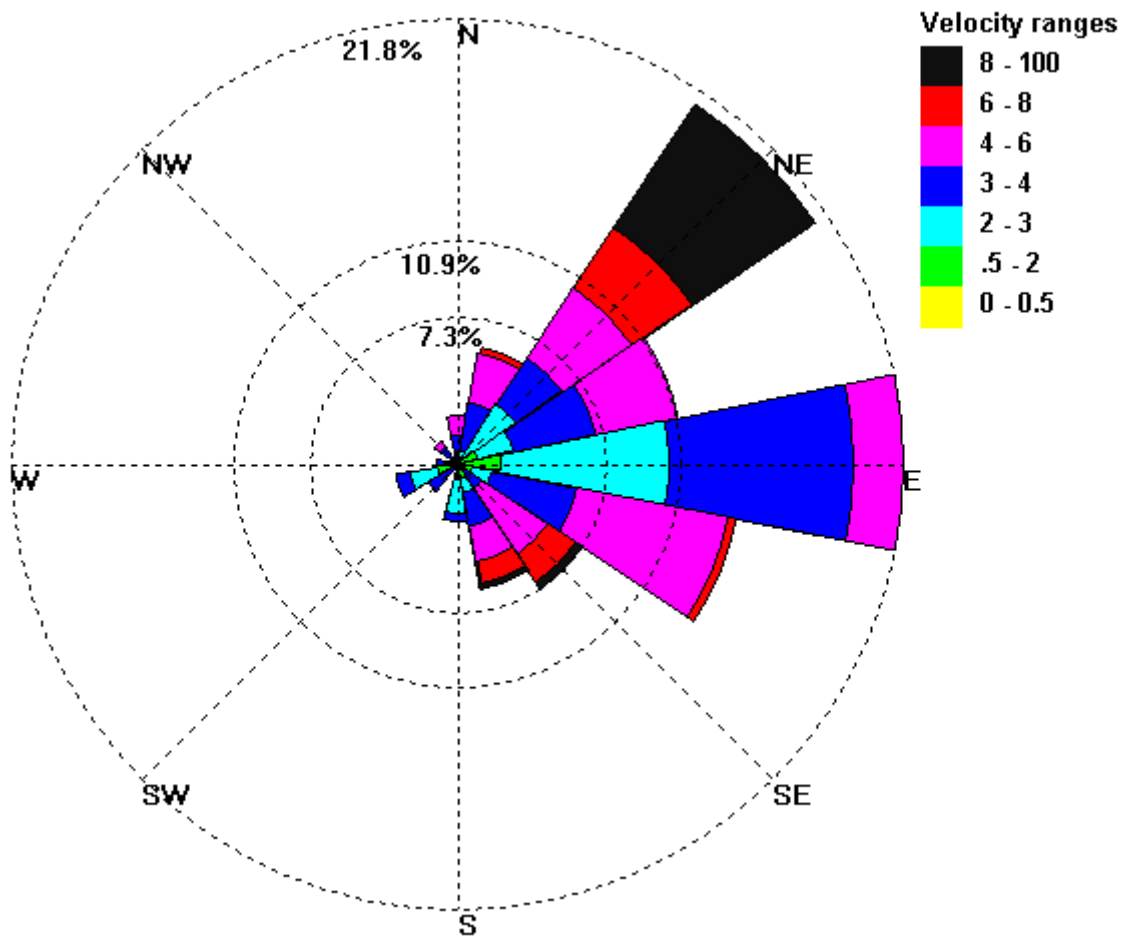 Velocity ranges
8 - 100
6 - 8
4 - 6
3 - 4
2 - 3
.5 - 2
0 - 0.5
N
21.8%
NW
NE
10.9%
7.3%
W
E
SW
SE
S